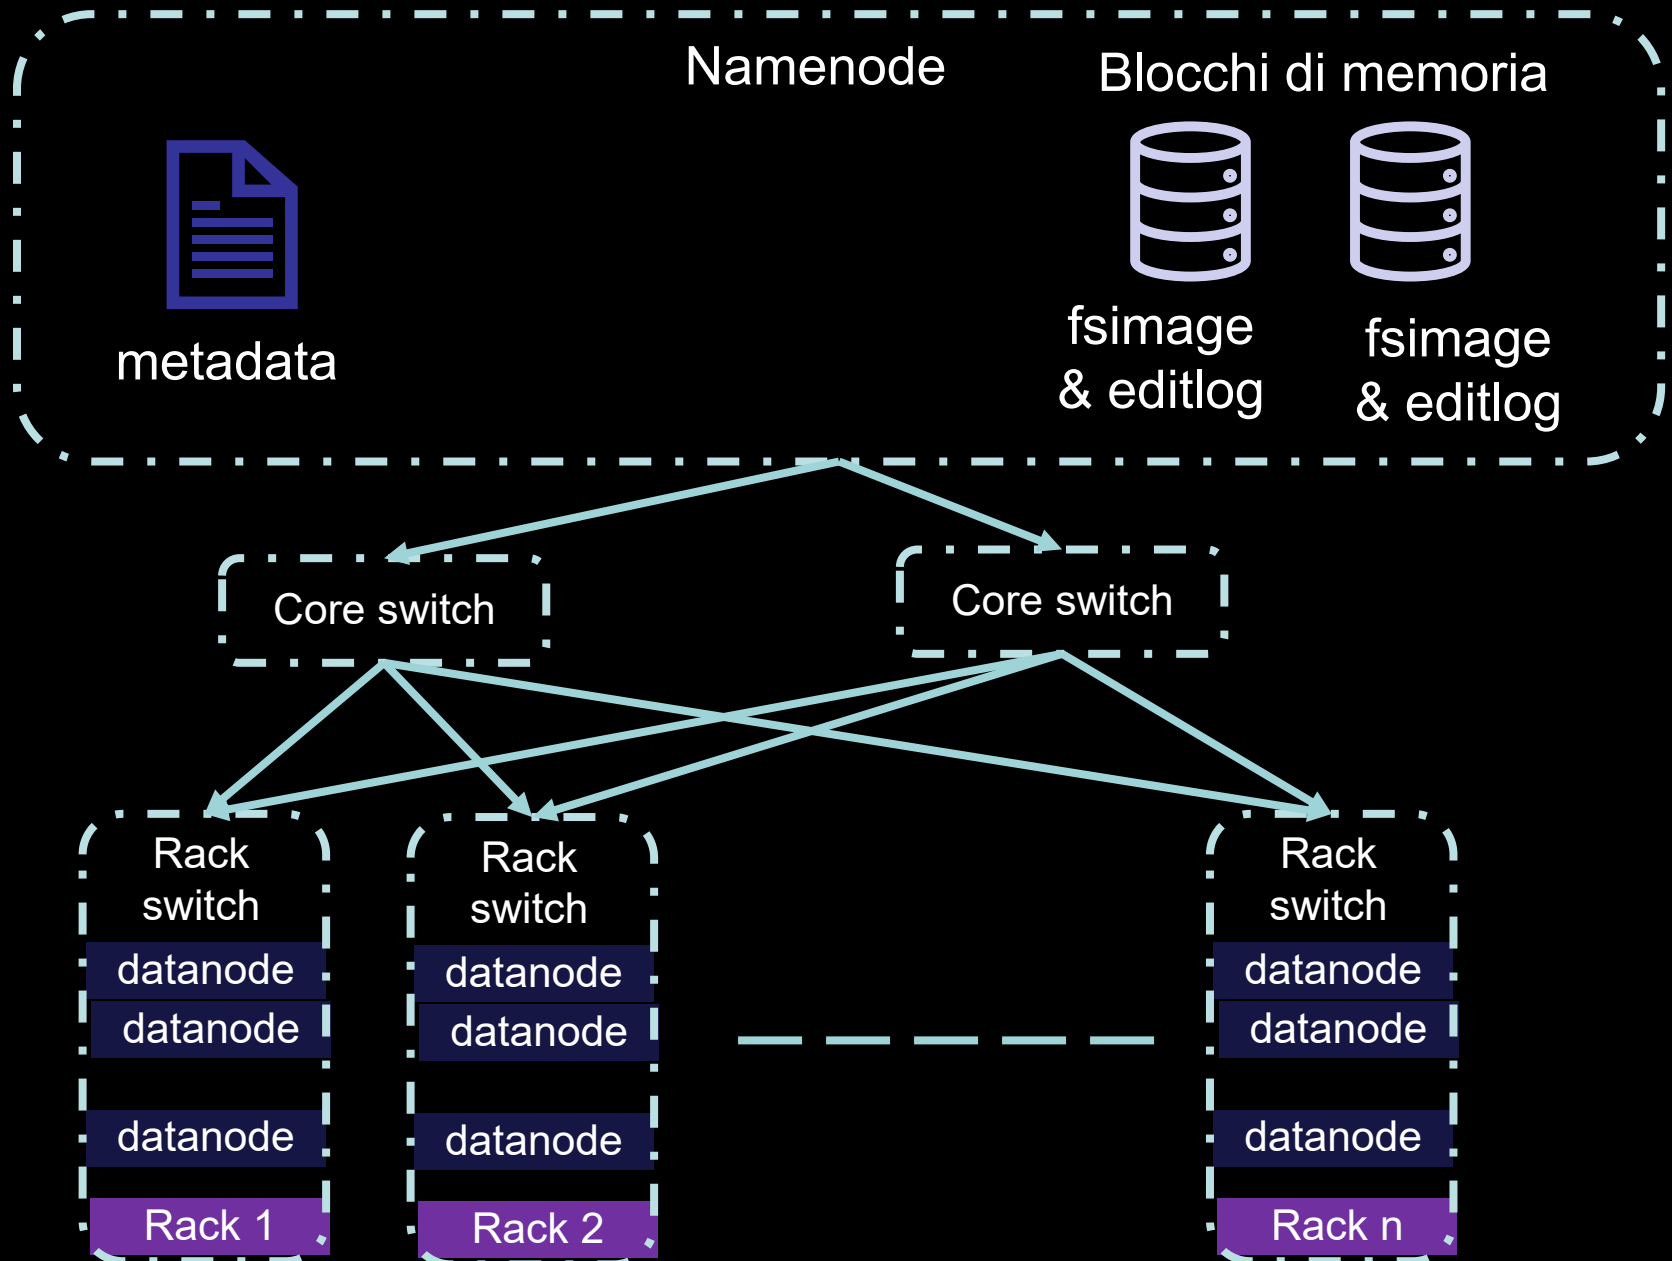 Namenode
Blocchi di memoria
metadata
fsimage
& editlog
fsimage
& editlog
Core switch
Core switch
Rack
switch
datanode
datanode
datanode
Rack 1
Rack
switch
datanode
datanode
datanode
Rack 2
Rack
switch
datanode
datanode
datanode
Rack n